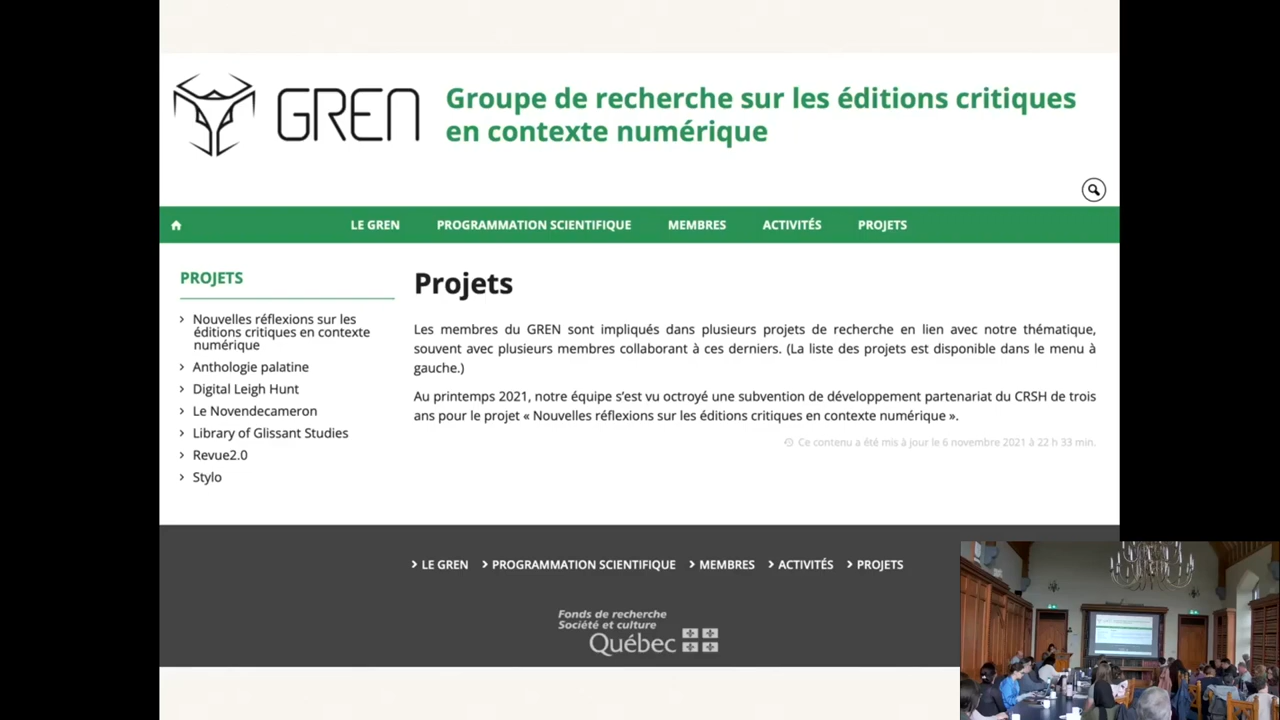 GREN
Groupe de recherche sur les éditions critiques
en contexte numérique
LE GREN
PROGRAMMATION SCIENTIFIQUE
MEMBRES
ACTIVITÉS
PROJETS
PROJETS
Nouvelles réflexions sur les
éditions critiques en contexte
numérique
Anthologie palatine
Digital Leigh Hunt
Le Novendecameron
Library of Glissant Studies
Revue2.0
Stylo
Projets
Les membres du GREN sont impliqués dans plusieurs projets de recherche en lien avec notre thématique,
souvent avec plusieurs membres collaborant à ces derniers. (La liste des projets est disponible dans le menu à
gauche.)
Au printemps 2021, notre équipe s’est vu octroyé une subvention de développement partenariat du CRSH de trois
ans pour le projet « Nouvelles réflexions sur les éditions critiques en contexte numérique ».
Ce contenu a été mis à jour le 6 novembre 2021 à 22 h 33 min.
LE GREN
PROGRAMMATION SCIENTIFIQUE
MEMBRES
ACTIVITÉS
PROJETS
Fonds de recherche
Société et culture
Québec